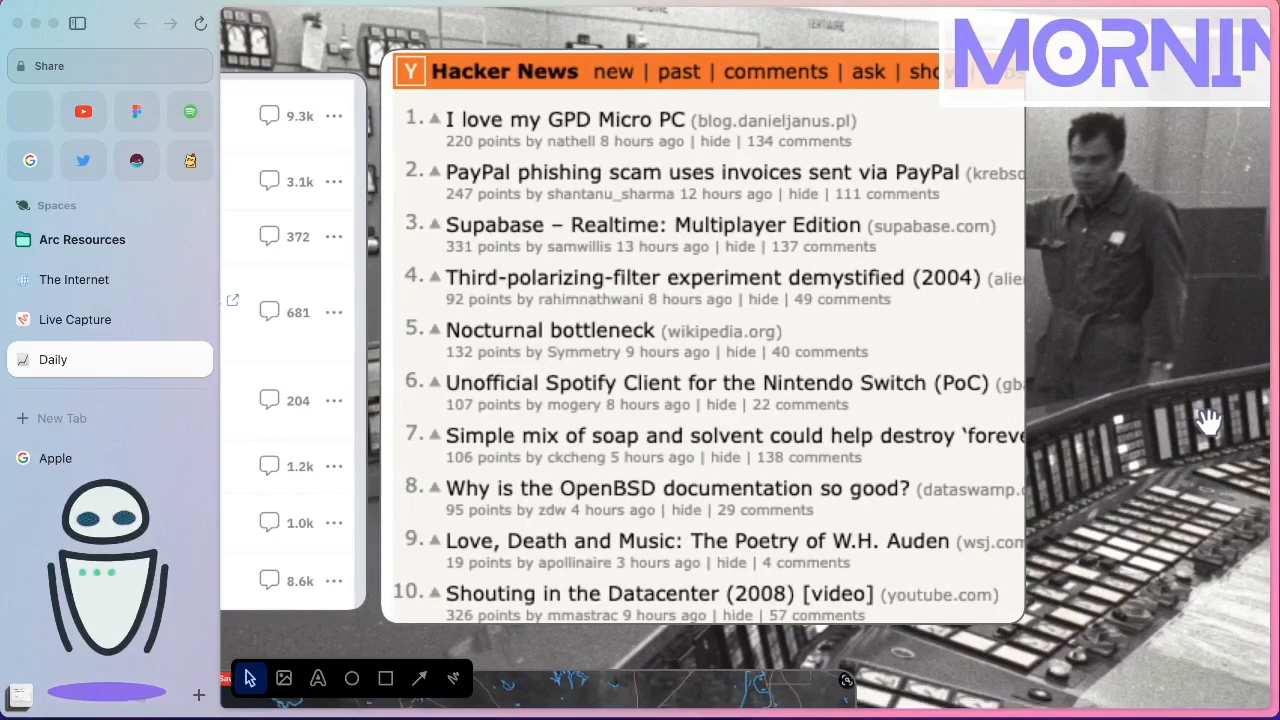 Share
Spaces
Arc Resources
The Internet
Live Capture
Daily
New Tab
Apple
9.3k
3.1k
372
681
204
1.2k
1.0k
8.6k
TERTIAIRE
MORNIN
Y Hacker News new | past | comments | ask | sho
1. I love my GPD Micro PC (blog.danieljanus.pl)
220 points by nathell 8 hours ago | hide | 134 comments
2. PayPal phishing scam uses invoices sent via PayPal (krebso
247 points by shantanu_sharma 12 hours ago | hide | 111 comments
3. Supabase – Realtime: Multiplayer Edition (supabase.com)
331 points by samwillis 13 hours ago | hide | 137 comments
4. Third-polarizing-filter experiment demystified (2004) (alie
92 points by rahimnathwani 8 hours ago | hide | 49 comments
5. Nocturnal bottleneck (wikipedia.org)
132 points by Symmetry 9 hours ago | hide | 40 comments
6. Unofficial Spotify Client for the Nintendo Switch (PoC) (gba
107 points by mogery 8 hours ago | hide | 22 comments
7. Simple mix of soap and solvent could help destroy ‘foreve
106 points by ckcheng 5 hours ago | hide | 138 comments
8. Why is the OpenBSD documentation so good? (dataswamp.o
95 points by zdw 4 hours ago | hide | 29 comments
9. Love, Death and Music: The Poetry of W.H. Auden (wsj.com
19 points by apollinaire 3 hours ago | hide | 4 comments
10. Shouting in the Datacenter (2008) [video] (youtube.com)
326 points by mmastrac 9 hours ago | hide | 57 comments